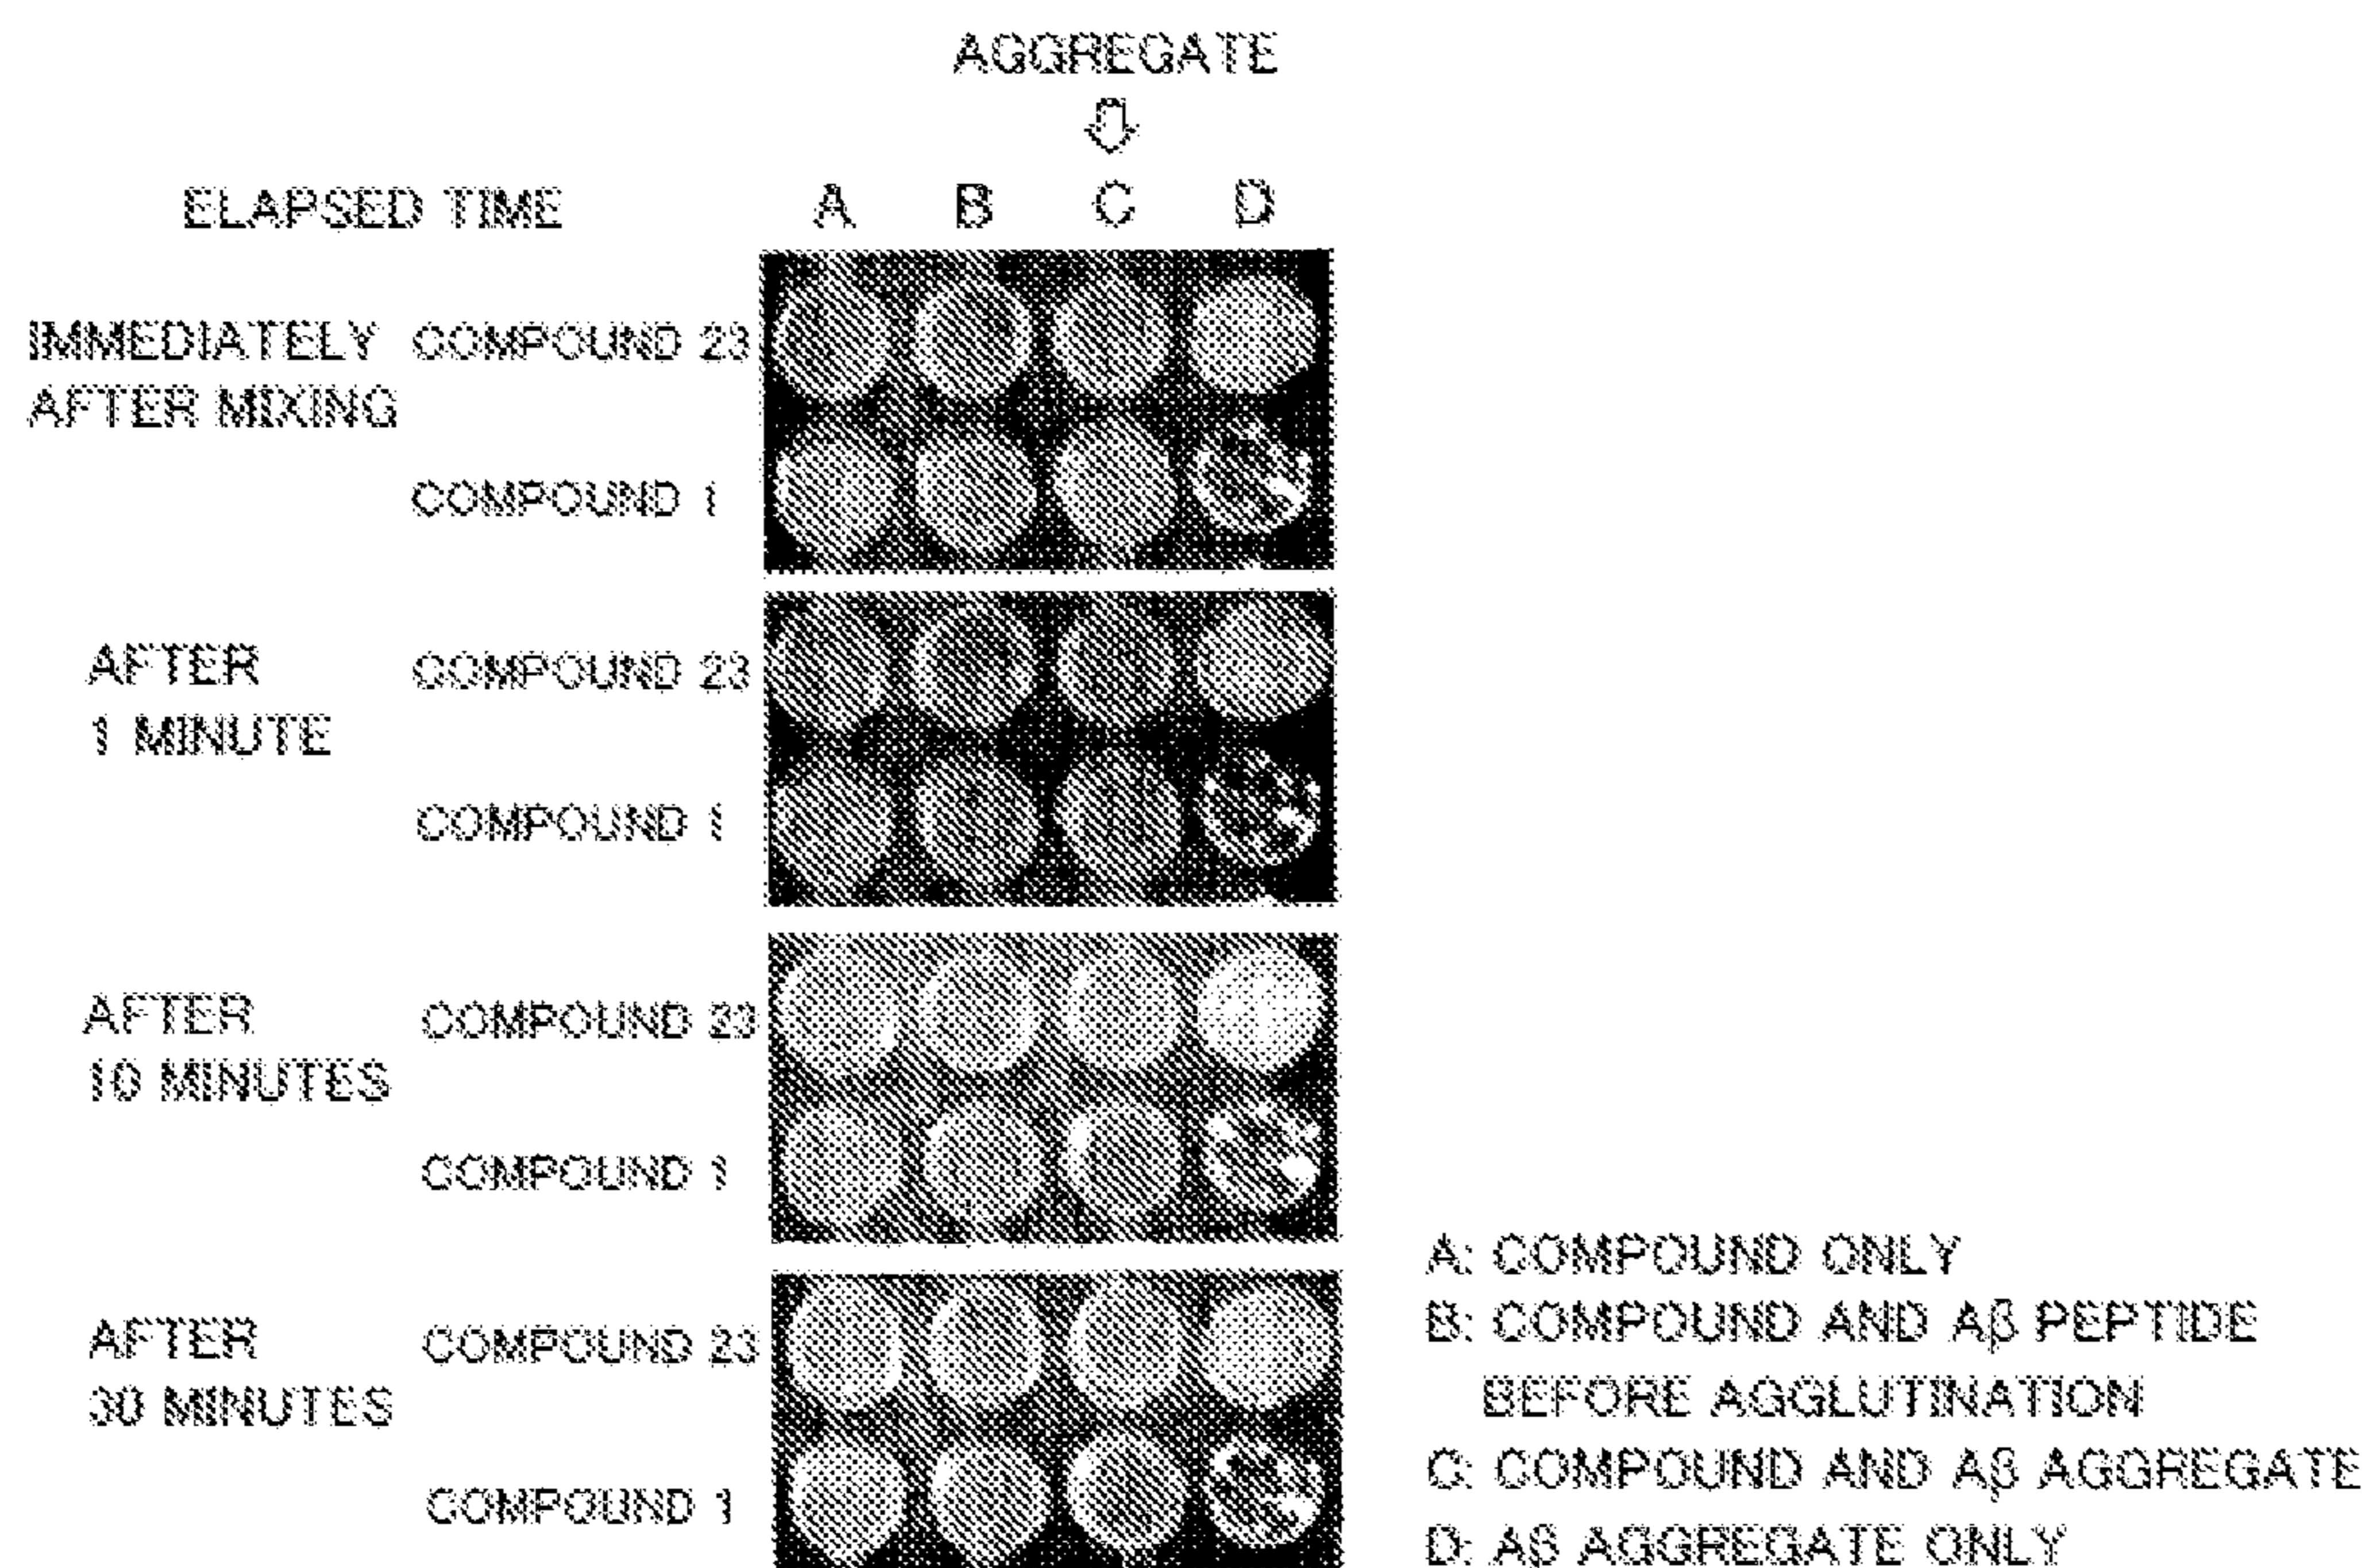 AGGREGATE
ELAPSED TIME A B C D
IMMEDIATELY COMPOUND 23
AFTER MIXING
COMPOUND 1
AFTER COMPOUND 23
1 MINUTE
COMPOUND 1
AFTER COMPOUND 23
10 MINUTES
COMPOUND 1
AFTER COMPOUND 23
30 MINUTES
COMPOUND 1
A: COMPOUND ONLY
B: COMPOUND AND Aβ PEPTIDE
BEFORE AGGLUTINATION
C: COMPOUND AND Aβ AGGREGATE
D: Aβ AGGREGATE ONLY